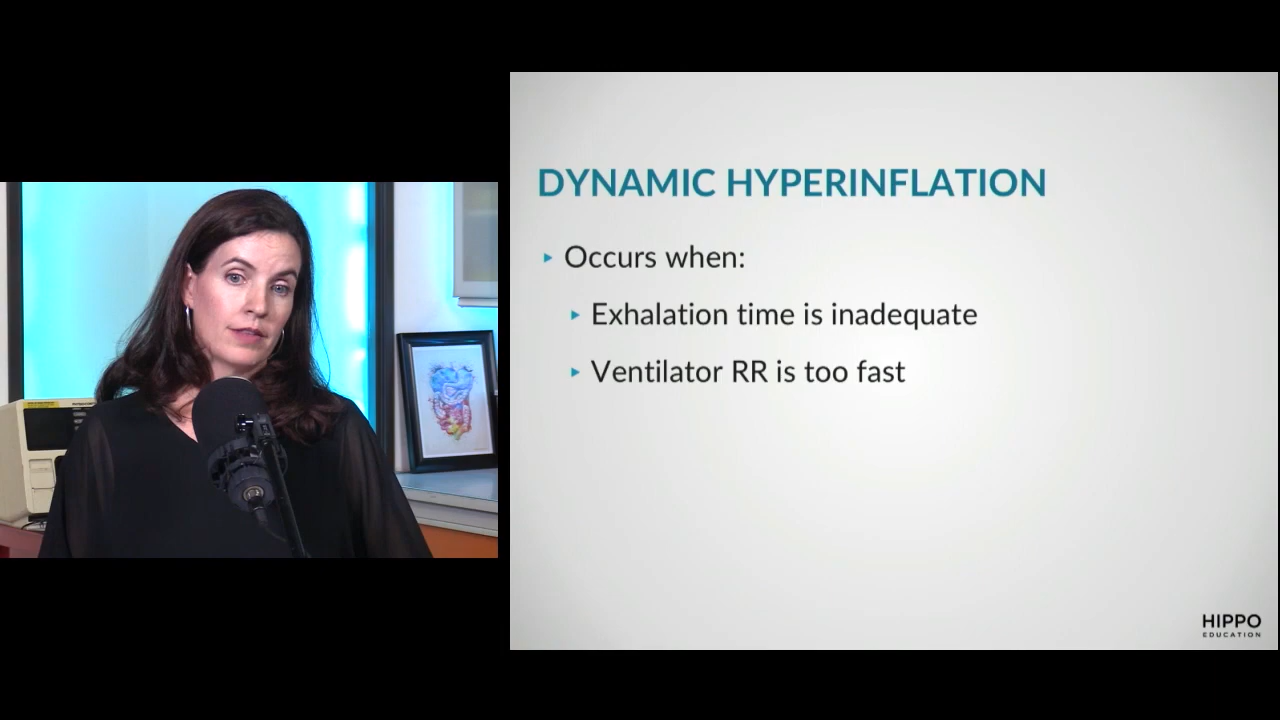 DYNAMIC HYPERINFLATION
▸ Occurs when:
▸ Exhalation time is inadequate
▸ Ventilator RR is too fast
HIPPO
EDUCATION